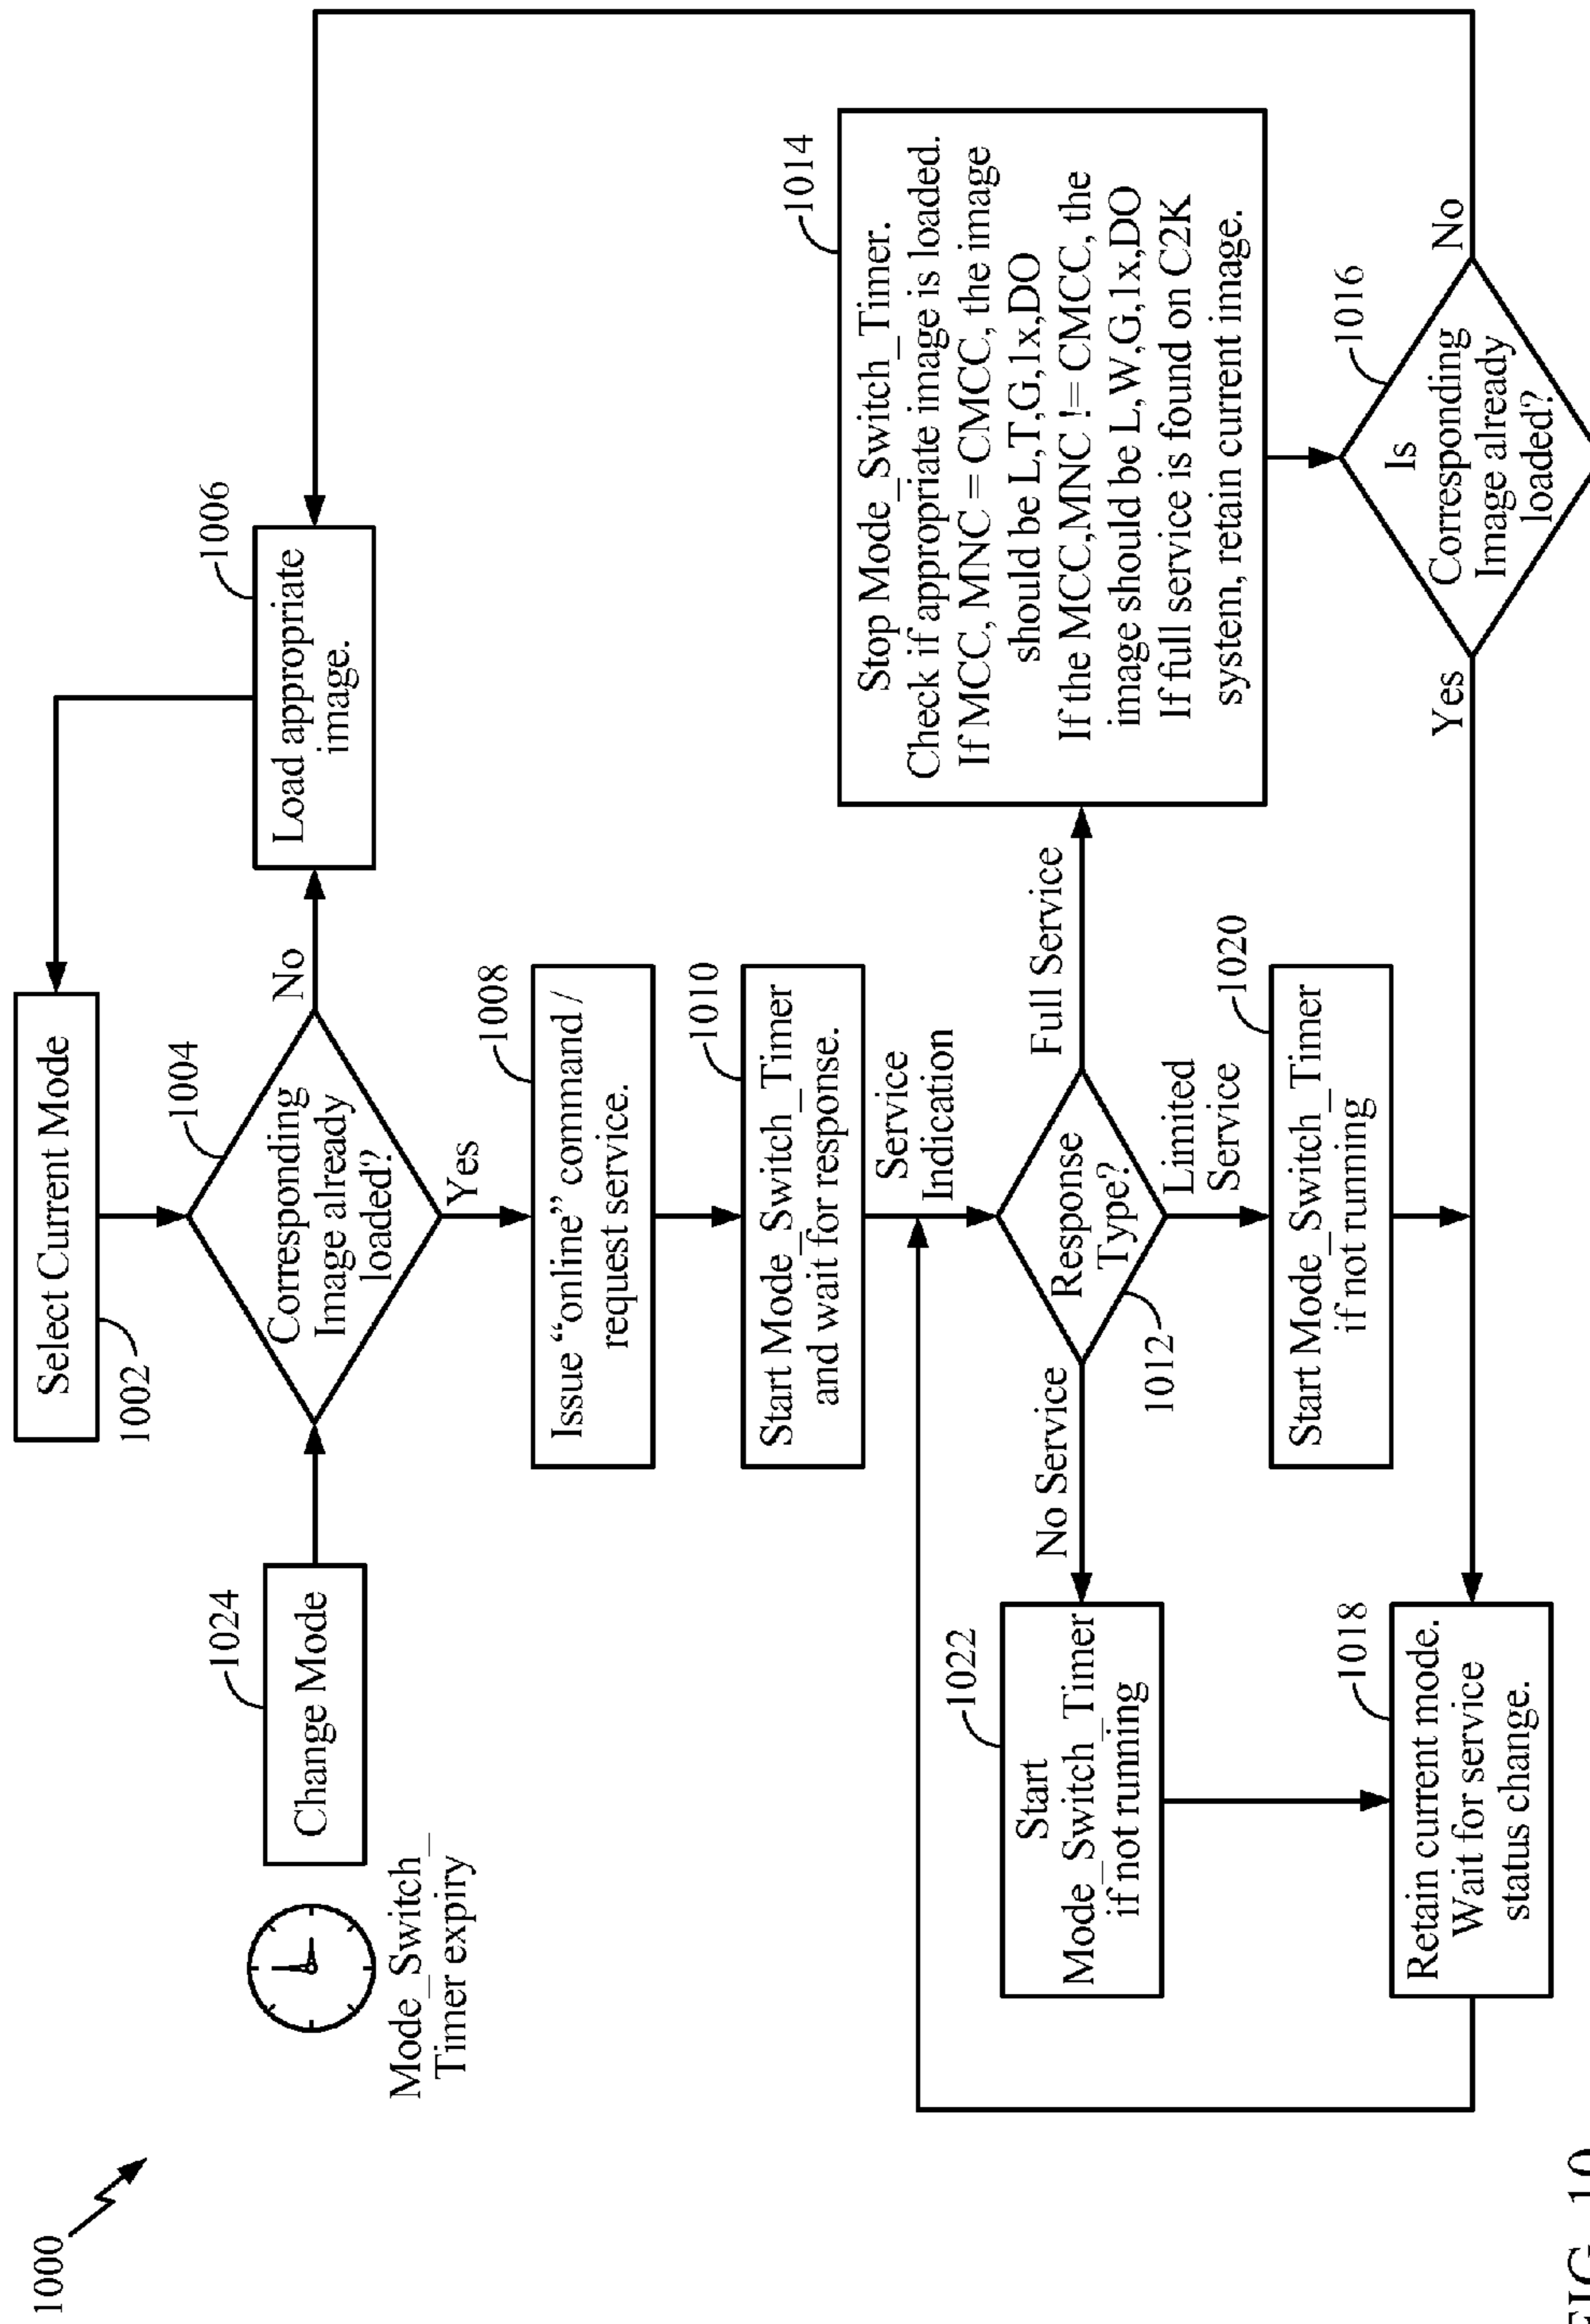 1000
Select Current Mode
1002
1004
Corresponding
Image already
loaded?
No
1006
Load appropriate
image.
1024
Change Mode
Mode_Switch_
Timer expiry
Yes
1008
Issue “online” command /
request service.
1010
Start Mode_Switch_Timer
and wait for response.
Service
Indication
Response
Type?
1012
No Service
Full Service
Limited
Service
1014
Stop Mode_Switch_Timer.
Check if appropriate image is loaded.
If MCC, MNC = CMCC, the image
should be L,T,G,1x,DO
If the MCC,MNC != CMCC, the
image should be L,W,G,1x,DO
If full service is found on C2K
system, retain current image.
1022
Start
Mode_Switch_Timer
if not running
1020
Start Mode_Switch_Timer
if not running
1016
Is
Corresponding
Image already
loaded?
Yes
No
1018
Retain current mode.
Wait for service
status change.
FIG. 10